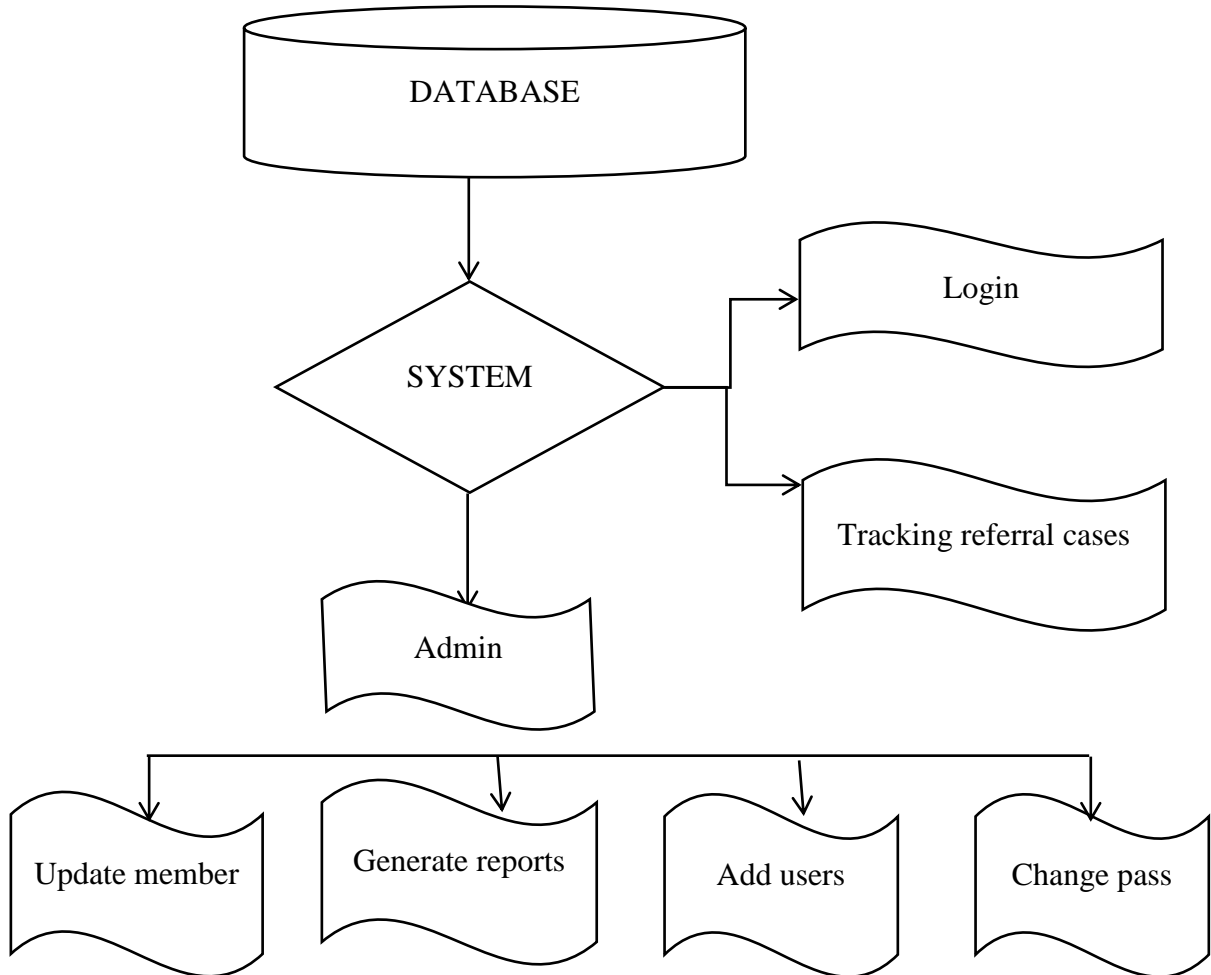 DATABASE
Login
SYSTEM
Tracking referral cases
Admin
Update member
Generate reports
Add users
Change pass